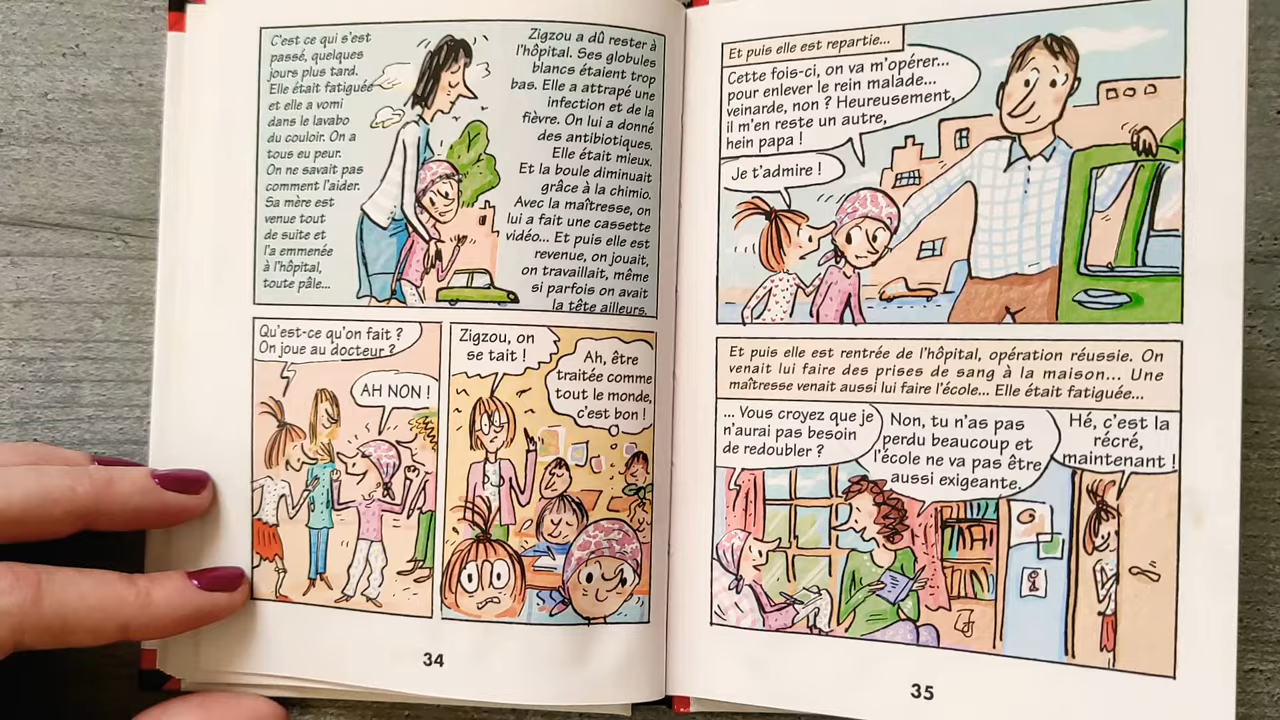 C'est ce qui s'est
passé, quelques
jours plus tard.
Elle était fatiguée
et elle a vomi
dans le lavabo
du couloir. On a
tous eu peur.
On ne savait pas
comment l'aider.
Sa mère est
venue tout
de suite et
l'a emmenée
à l'hôpital,
toute pâle...
Zigzou a dû rester à
l'hôpital. Ses globules
blancs étaient trop
bas. Elle a attrapé une
infection et de la
fièvre. On lui a donné
des antibiotiques.
Elle était mieux.
Et la boule diminuait
grâce à la chimio.
Avec la maîtresse, on
lui a fait une cassette
vidéo... Et puis elle est
revenue, on jouait,
on travaillait, même
si parfois on avait
la tête ailleurs.
Qu'est-ce qu'on fait ?
On joue au docteur ?
AH NON !
Zigzou, on
se tait !
Ah, être
traitée comme
tout le monde,
c'est bon !
34
Et puis elle est repartie...
Cette fois-ci, on va m'opérer...
pour enlever le rein malade...
veinarde, non ? Heureusement,
il m'en reste un autre,
hein papa !
Je t'admire !
Et puis elle est rentrée de l'hôpital, opération réussie. On
venait lui faire des prises de sang à la maison... Une
maîtresse venait aussi lui faire l'école... Elle était fatiguée...
... Vous croyez que je
n'aurai pas besoin
de redoubler ?
Non, tu n'as pas
perdu beaucoup et
l'école ne va pas être
aussi exigeante.
Hé, c'est la
récré,
maintenant !
35